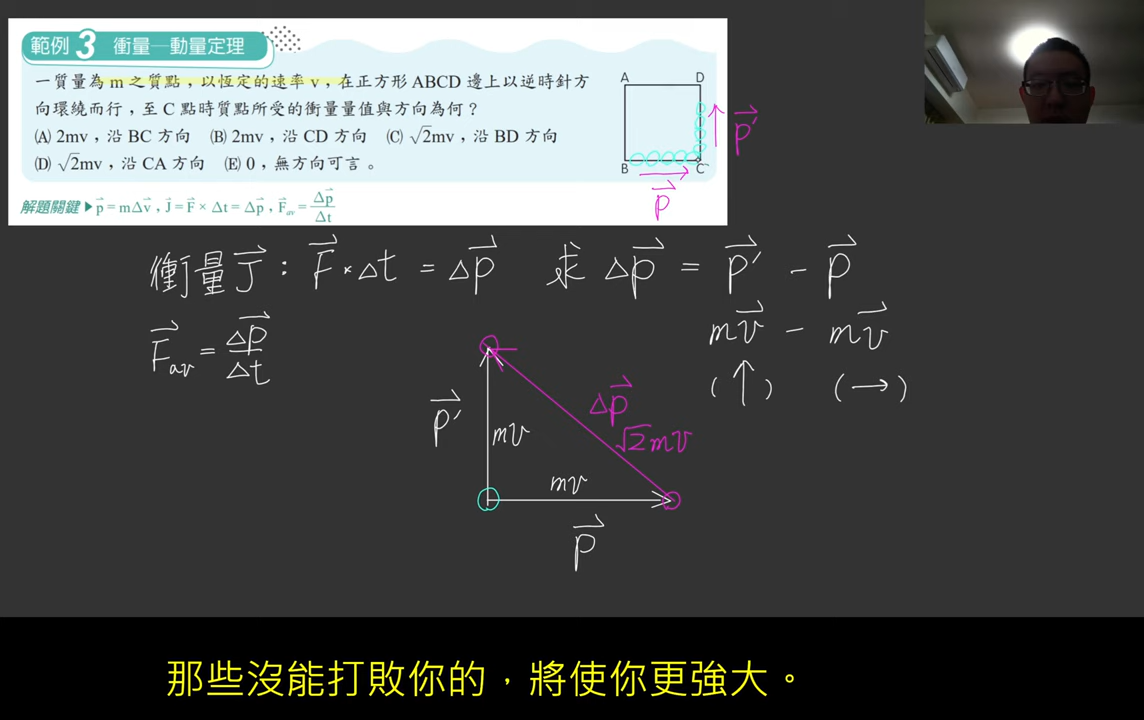 範例 3 衝量—動量定理
一質量為 m 之質點，以恆定的速率 v，在正方形 ABCD 邊上以逆時針方
向環繞而行，至 C 點時質點所受的衝量量值與方向為何？
(A) 2mv，沿 BC 方向 (B) 2mv，沿 CD 方向 (C) √2mv，沿 BD 方向
(D) √2mv，沿 CA 方向 (E) 0，無方向可言。
解題關鍵▶p⃗=mΔv⃗，J⃗=F⃗×Δt=Δp⃗，F⃗av=Δp⃗/Δt
A D
B C
p⃗′
p⃗
衝量J⃗：F⃗×Δt=Δp⃗ 求 Δp⃗ = p⃗′ − p⃗
F⃗av=Δp⃗/Δt
mv⃗ − mv⃗
(↑) (→)
p⃗′
mv
Δp⃗
√2mv
mv
p⃗
那些沒能打敗你的，將使你更強大。